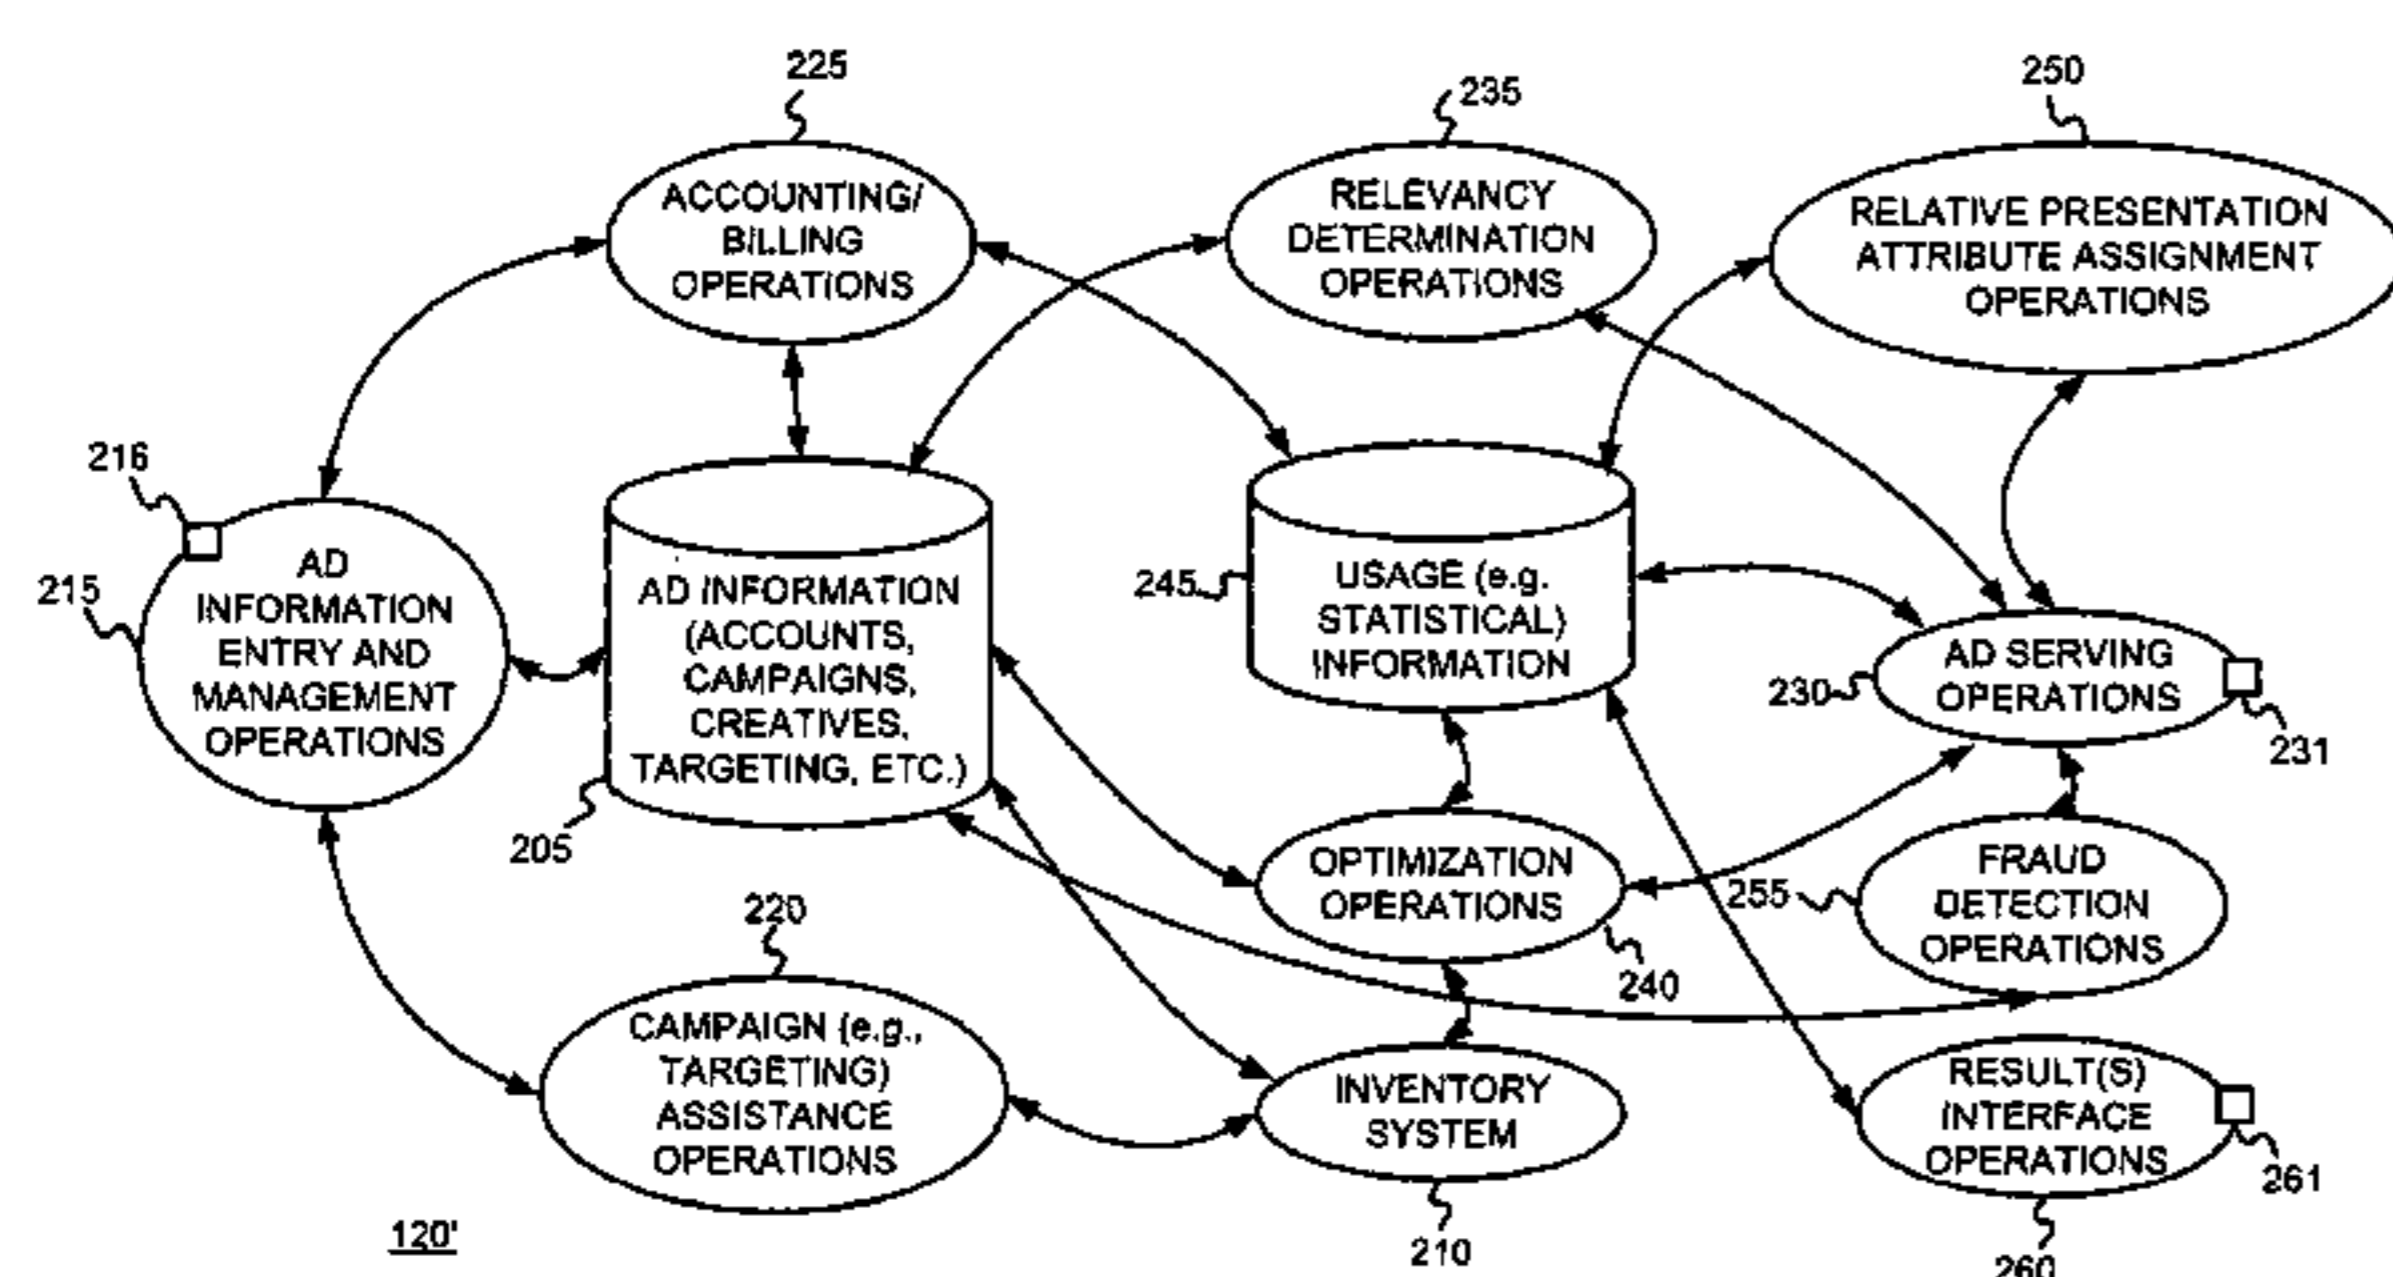 225
235
250
ACCOUNTING/
BILLING
OPERATIONS
RELEVANCY
DETERMINATION
OPERATIONS
RELATIVE PRESENTATION
ATTRIBUTE ASSIGNMENT
OPERATIONS
216
215
AD
INFORMATION
ENTRY AND
MANAGEMENT
OPERATIONS
AD INFORMATION
(ACCOUNTS,
CAMPAIGNS,
CREATIVES,
TARGETING, ETC.)
205
245
USAGE (e.g.
STATISTICAL)
INFORMATION
AD SERVING
OPERATIONS
230
231
OPTIMIZATION
OPERATIONS
240
255
FRAUD
DETECTION
OPERATIONS
220
CAMPAIGN (e.g.,
TARGETING)
ASSISTANCE
OPERATIONS
INVENTORY
SYSTEM
210
RESULT(S)
INTERFACE
OPERATIONS
261
260
120'